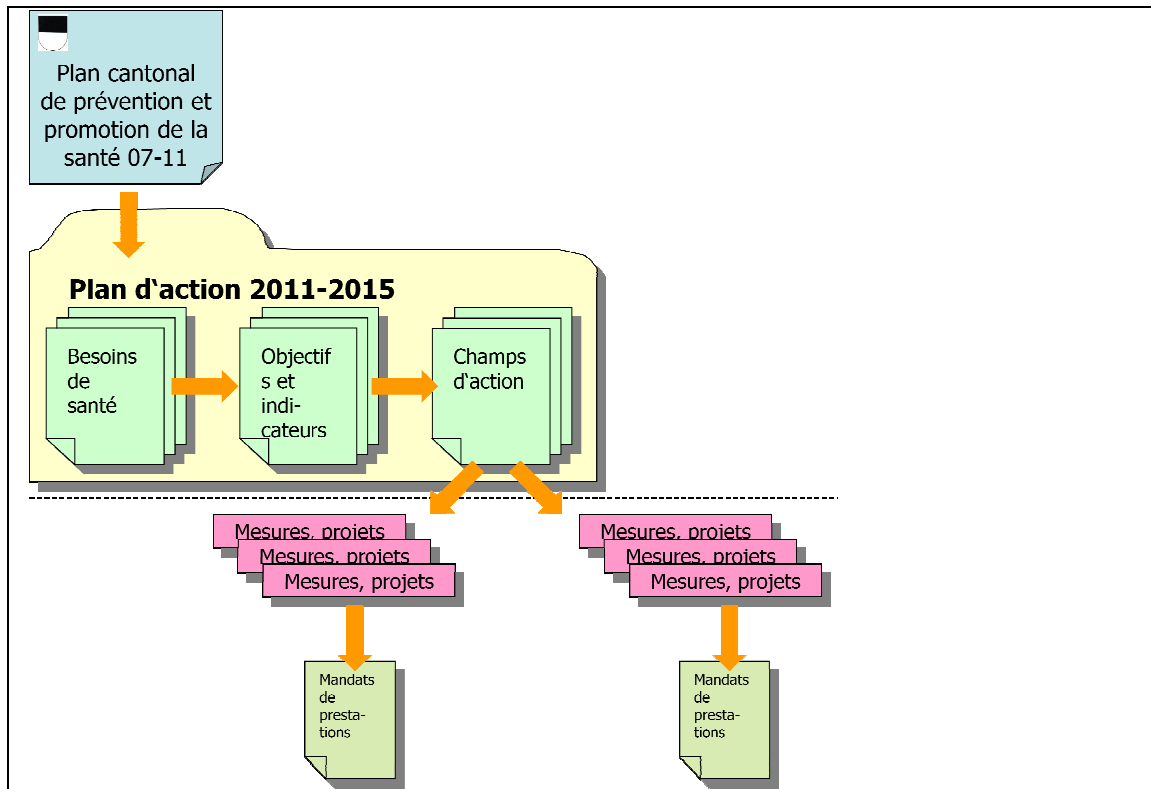 Plan cantonal
de prévention et
promotion de la
santé 07-11
Plan d‘action 2011-2015
Besoins
de
santé
Objectif
s et
indi-
cateurs
Champs
d‘action
Mesures, projets
Mesures, projets
Mesures, projets
Mesures, projets
Mesures, projets
Mesures, projets
Mandats
de
presta-
tions
Mandats
de
presta-
tions